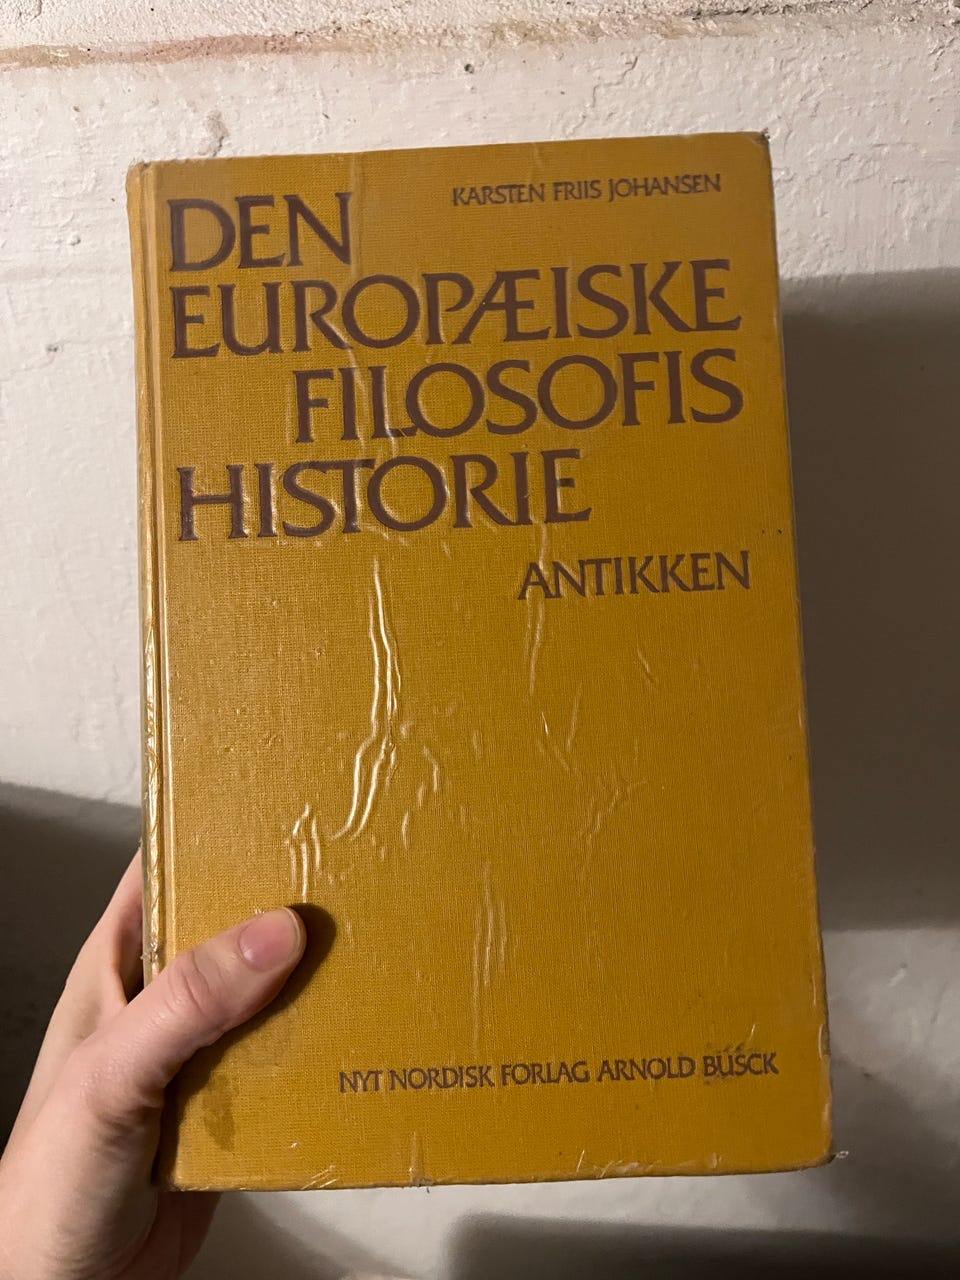 KARSTEN FRIIS JOHANSEN
DEN
EUROPÆISKE
FILOSOFIS
HISTORIE
ANTIKKEN
NYT NORDISK FORLAG ARNOLD BUSCK